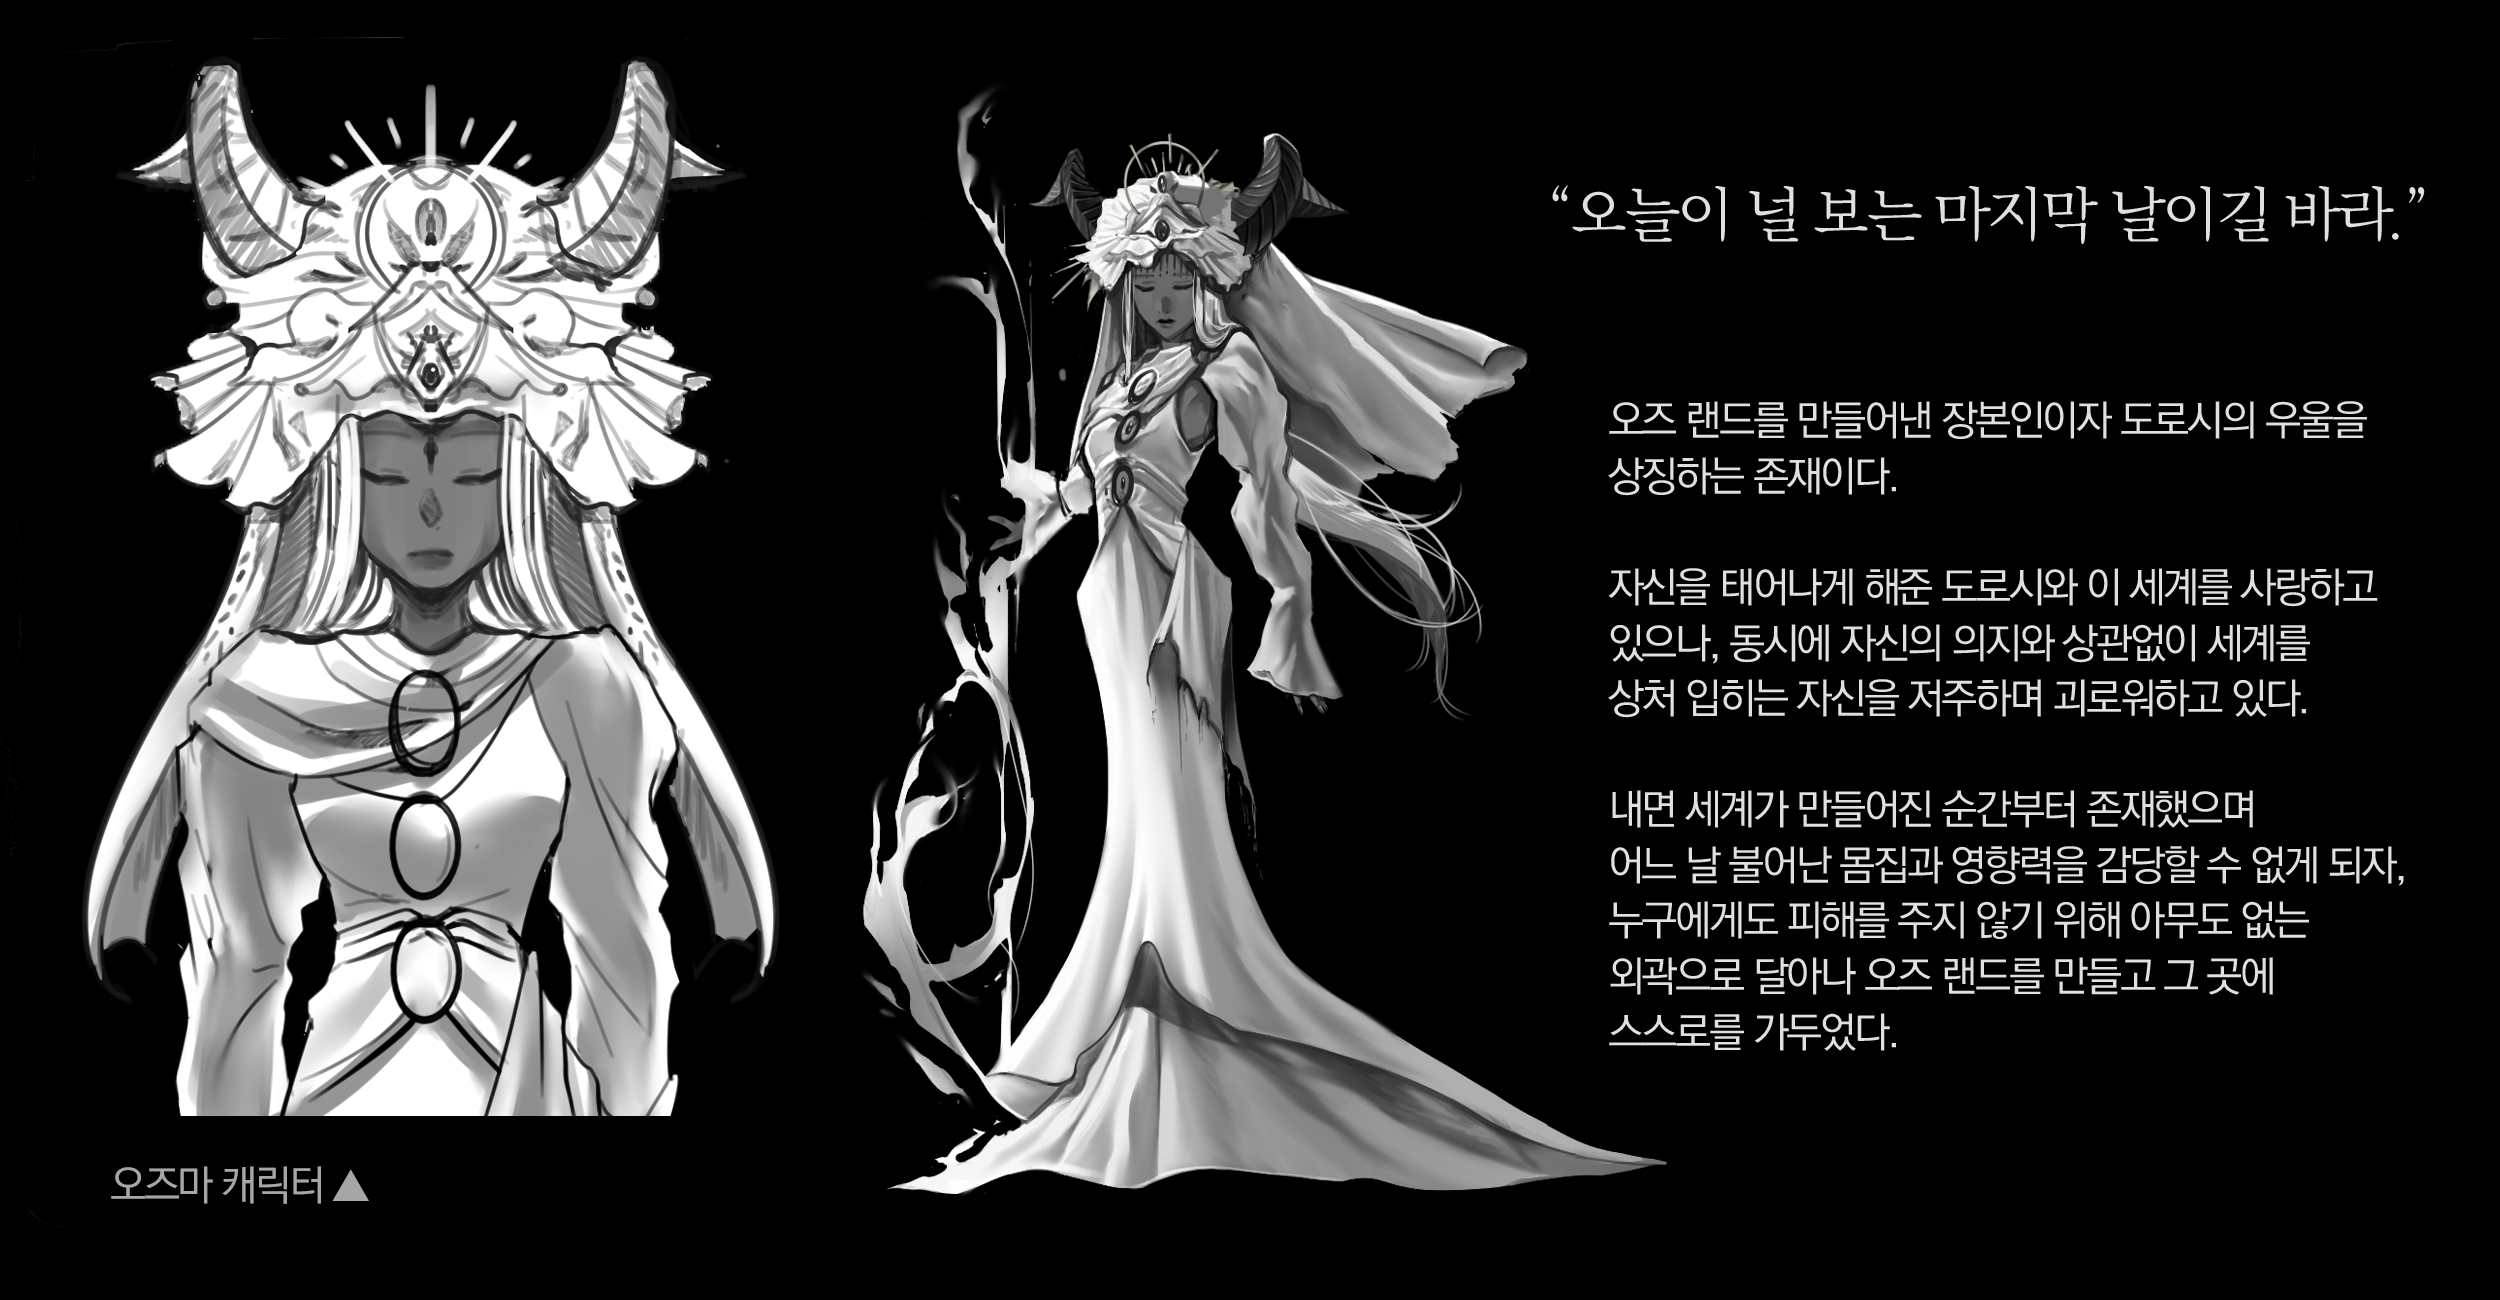 “오늘이 널 보는 마지막 날이길 바라.”
오즈 랜드를 만들어낸 장본인이자 도로시의 우울을
상징하는 존재이다.
자신을 태어나게 해준 도로시와 이 세계를 사랑하고
있으나, 동시에 자신의 의지와 상관없이 세계를
상처 입히는 자신을 저주하며 괴로워하고 있다.
내면 세계가 만들어진 순간부터 존재했으며
어느 날 불어난 몸집과 영향력을 감당할 수 없게 되자,
누구에게도 피해를 주지 않기 위해 아무도 없는
외곽으로 달아나 오즈 랜드를 만들고 그 곳에
스스로를 가두었다.
오즈마 캐릭터 ▲